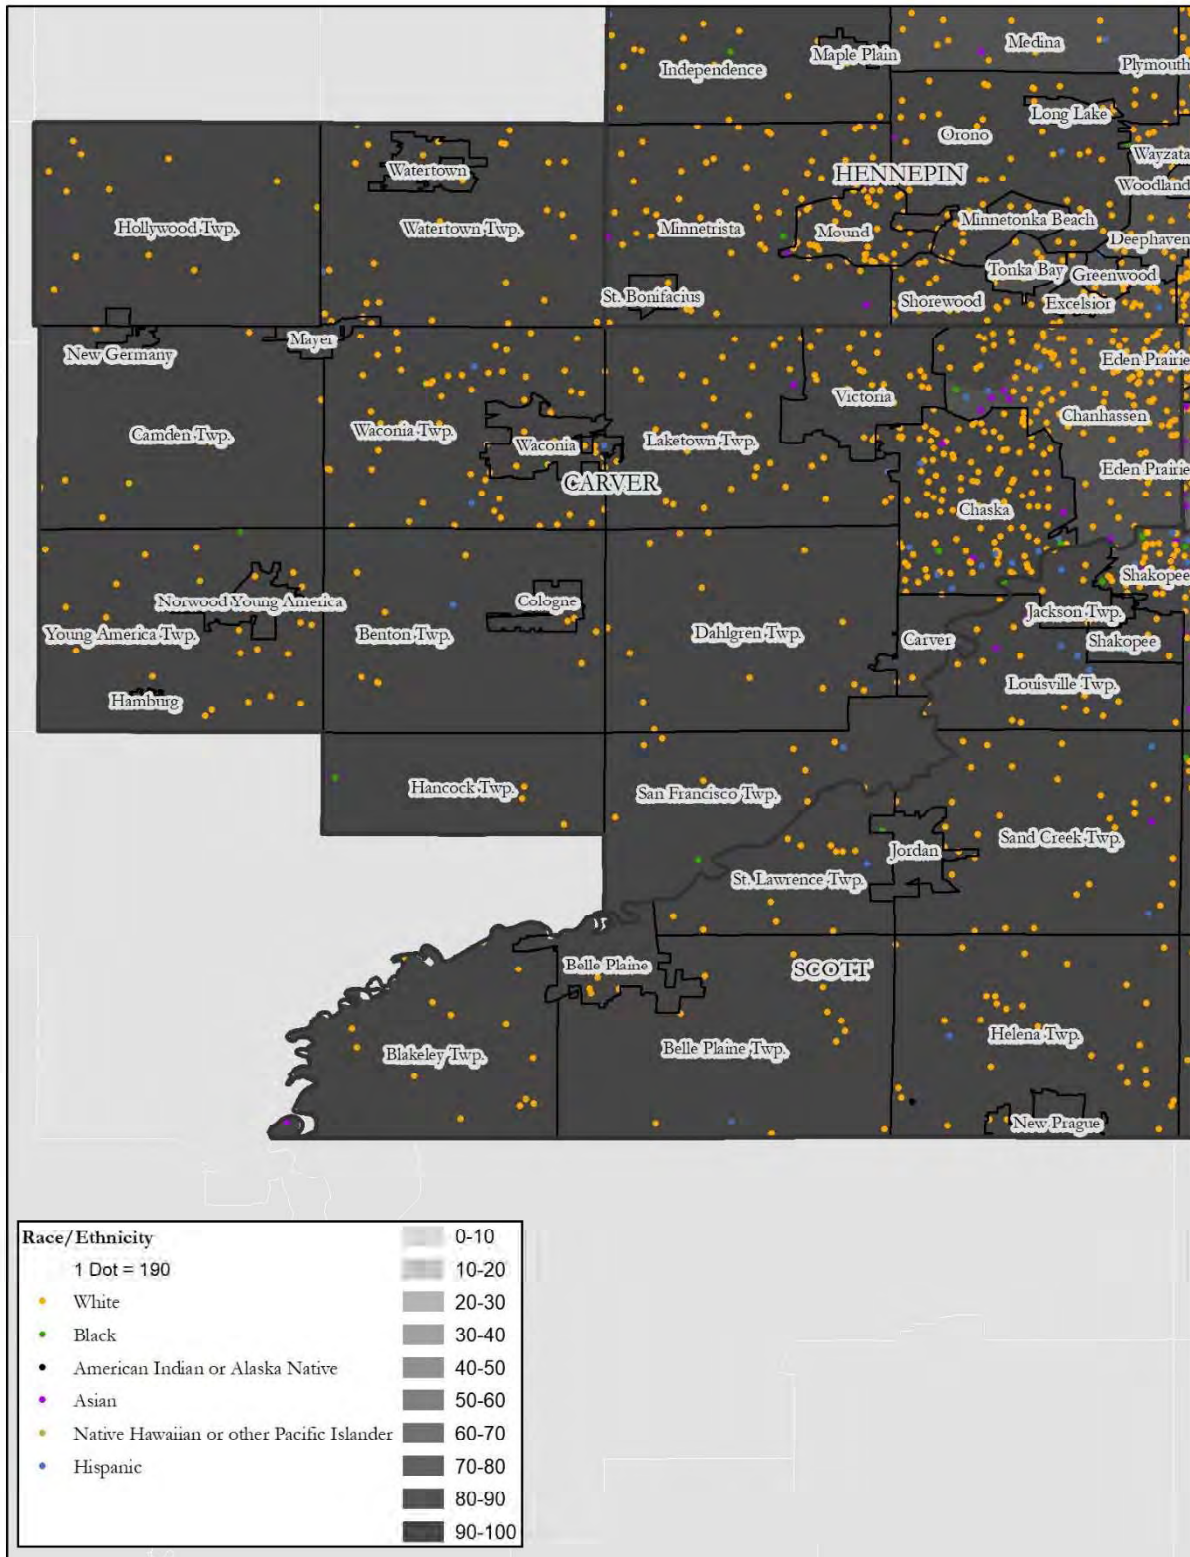 Maple Plain
Medina
Independence
Plymouth
Long Lake
Orono
Wayzata
Watertown
HENNEPIN
Woodland
Hollywood Twp.
Watertown Twp.
Minnetrista
Mound
Minnetonka Beach
Deephaven
Tonka Bay
Greenwood
St. Bonifacius
Shorewood
Excelsior
Mayer
New Germany
Eden Prairie
Victoria
Chanhassen
Camden Twp.
Waconia Twp.
Waconia
Laketown Twp.
Eden Prairie
CARVER
Chaska
Shakopee
Norwood Young America
Cologne
Jackson Twp.
Young America Twp.
Benton Twp.
Dahlgren Twp.
Carver
Shakopee
Louisville Twp.
Hamburg
Hancock Twp.
San Francisco Twp.
Sand Creek Twp.
Jordan
St. Lawrence Twp.
Belle Plaine
SCOTT
Helena Twp.
Blakeley Twp.
Belle Plaine Twp.
New Prague
Race/Ethnicity
1 Dot = 190
White
Black
American Indian or Alaska Native
Asian
Native Hawaiian or other Pacific Islander
Hispanic
0-10
10-20
20-30
30-40
40-50
50-60
60-70
70-80
80-90
90-100